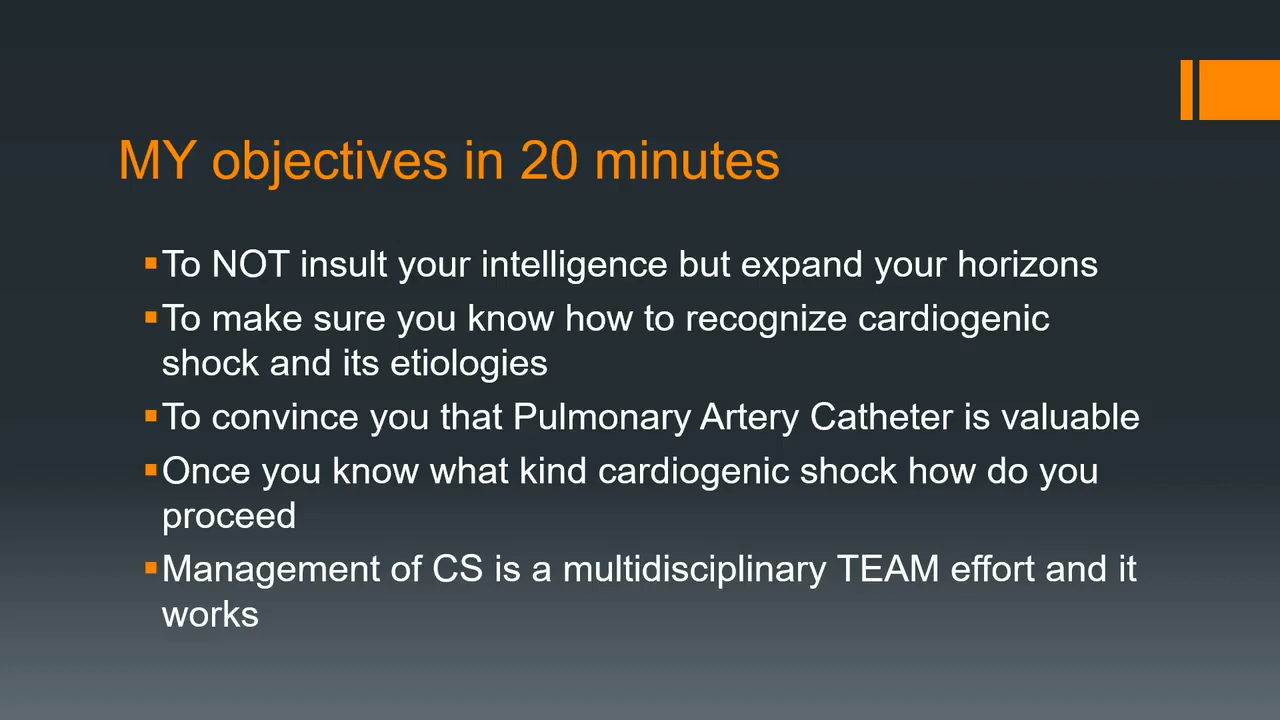 MY objectives in 20 minutes
▪To NOT insult your intelligence but expand your horizons
▪To make sure you know how to recognize cardiogenic
shock and its etiologies
▪To convince you that Pulmonary Artery Catheter is valuable
▪Once you know what kind cardiogenic shock how do you
proceed
▪Management of CS is a multidisciplinary TEAM effort and it
works